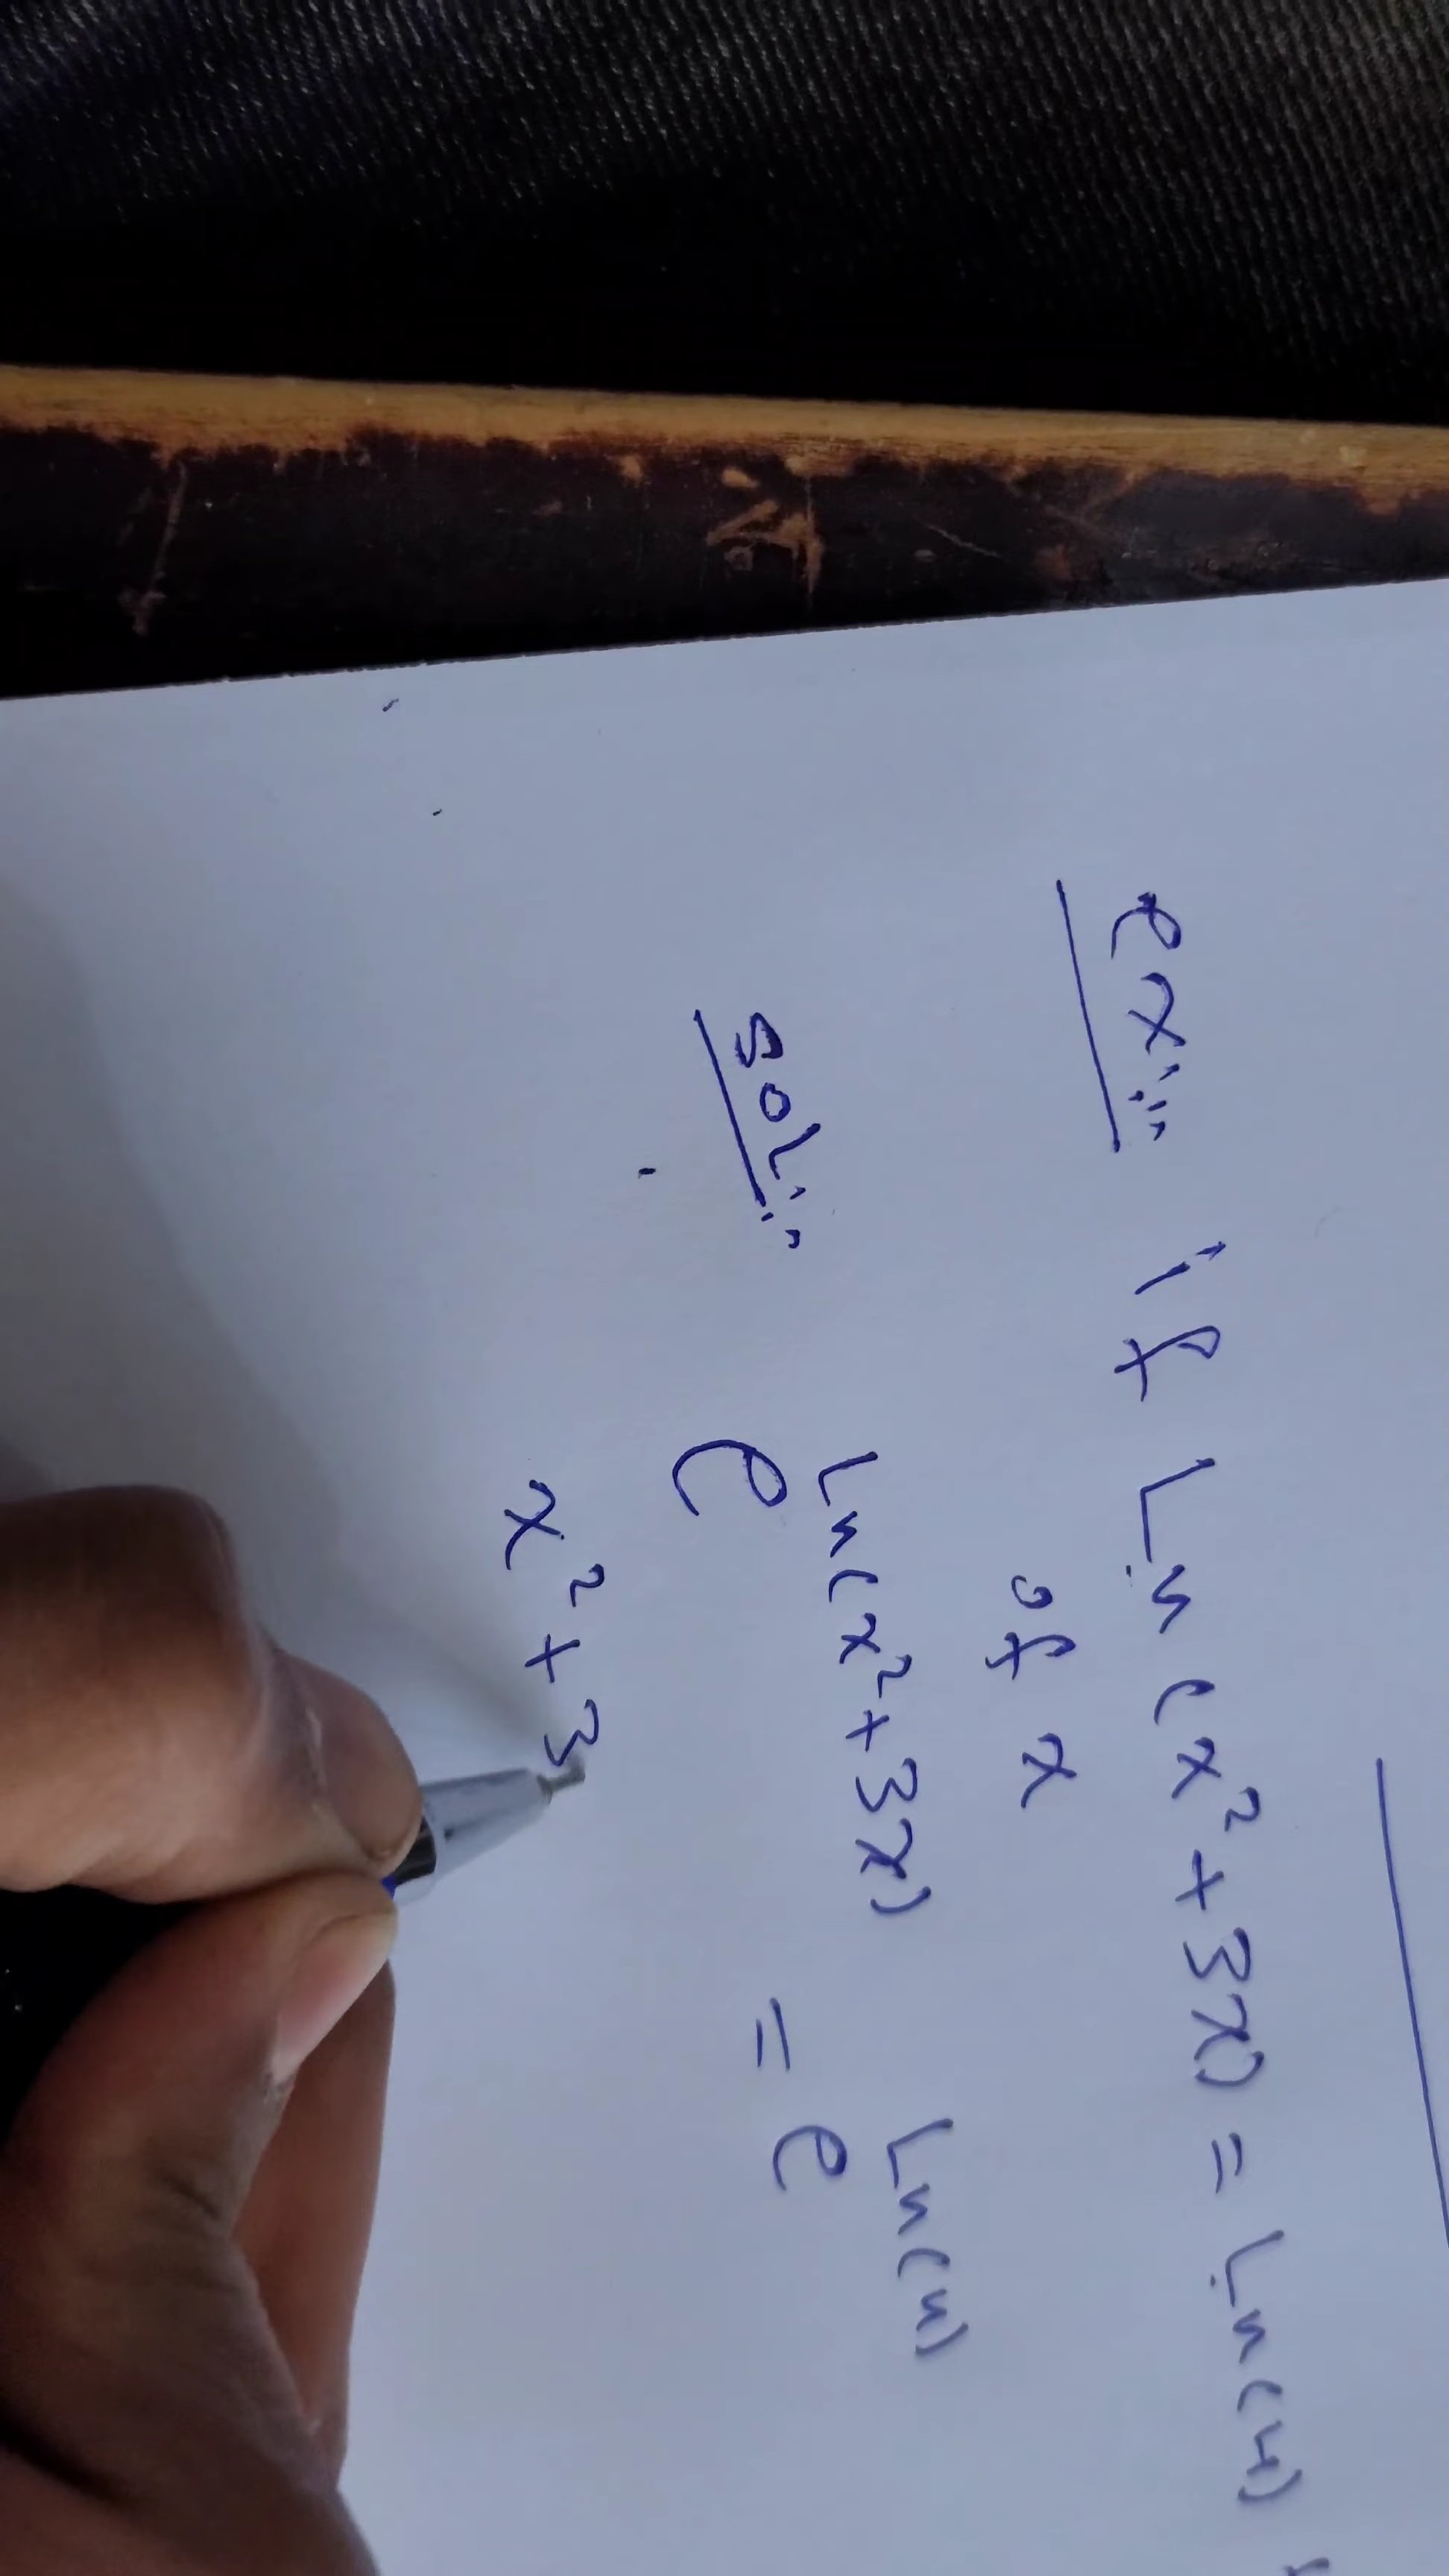 ex:" if Ln(x²+3x) = Ln(4)
of x
sol:" e^Ln(x²+3x) = e^Ln(4)
x²+3